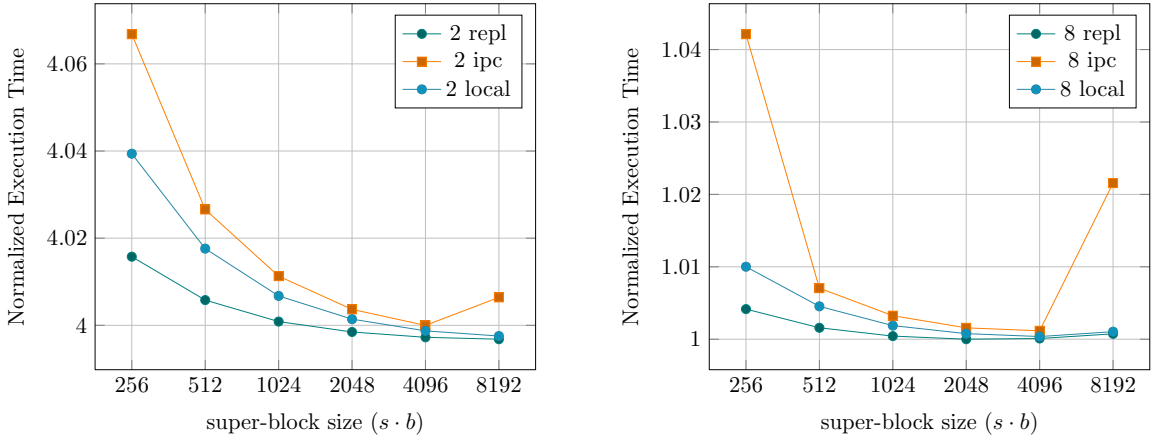 Normalized Execution Time
4.06
4.04
4.02
4
256 512 1024 2048 4096 8192
super-block size (s · b)
2 repl
2 ipc
2 local
Normalized Execution Time
1.04
1.03
1.02
1.01
1
256 512 1024 2048 4096 8192
super-block size (s · b)
8 repl
8 ipc
8 local